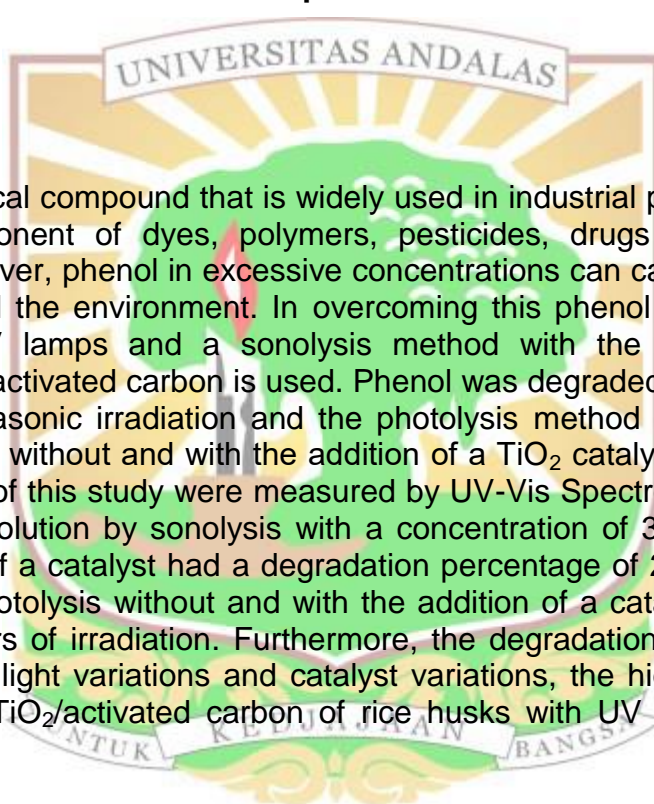 UNIVERSITAS ANDALAS
cal compound that is widely used in industrial p
onent of dyes, polymers, pesticides, drugs
ver, phenol in excessive concentrations can ca
the environment. In overcoming this phenol
lamps and a sonolysis method with the
activated carbon is used. Phenol was degraded
asonic irradiation and the photolysis method
without and with the addition of a TiO₂ cataly
of this study were measured by UV-Vis Spectr
olution by sonolysis with a concentration of 3
f a catalyst had a degradation percentage of 2
otolysis without and with the addition of a cata
rs of irradiation. Furthermore, the degradation
light variations and catalyst variations, the hi
TiO₂/activated carbon of rice husks with UV
UNTUK KEDJAJAAN BANGSA